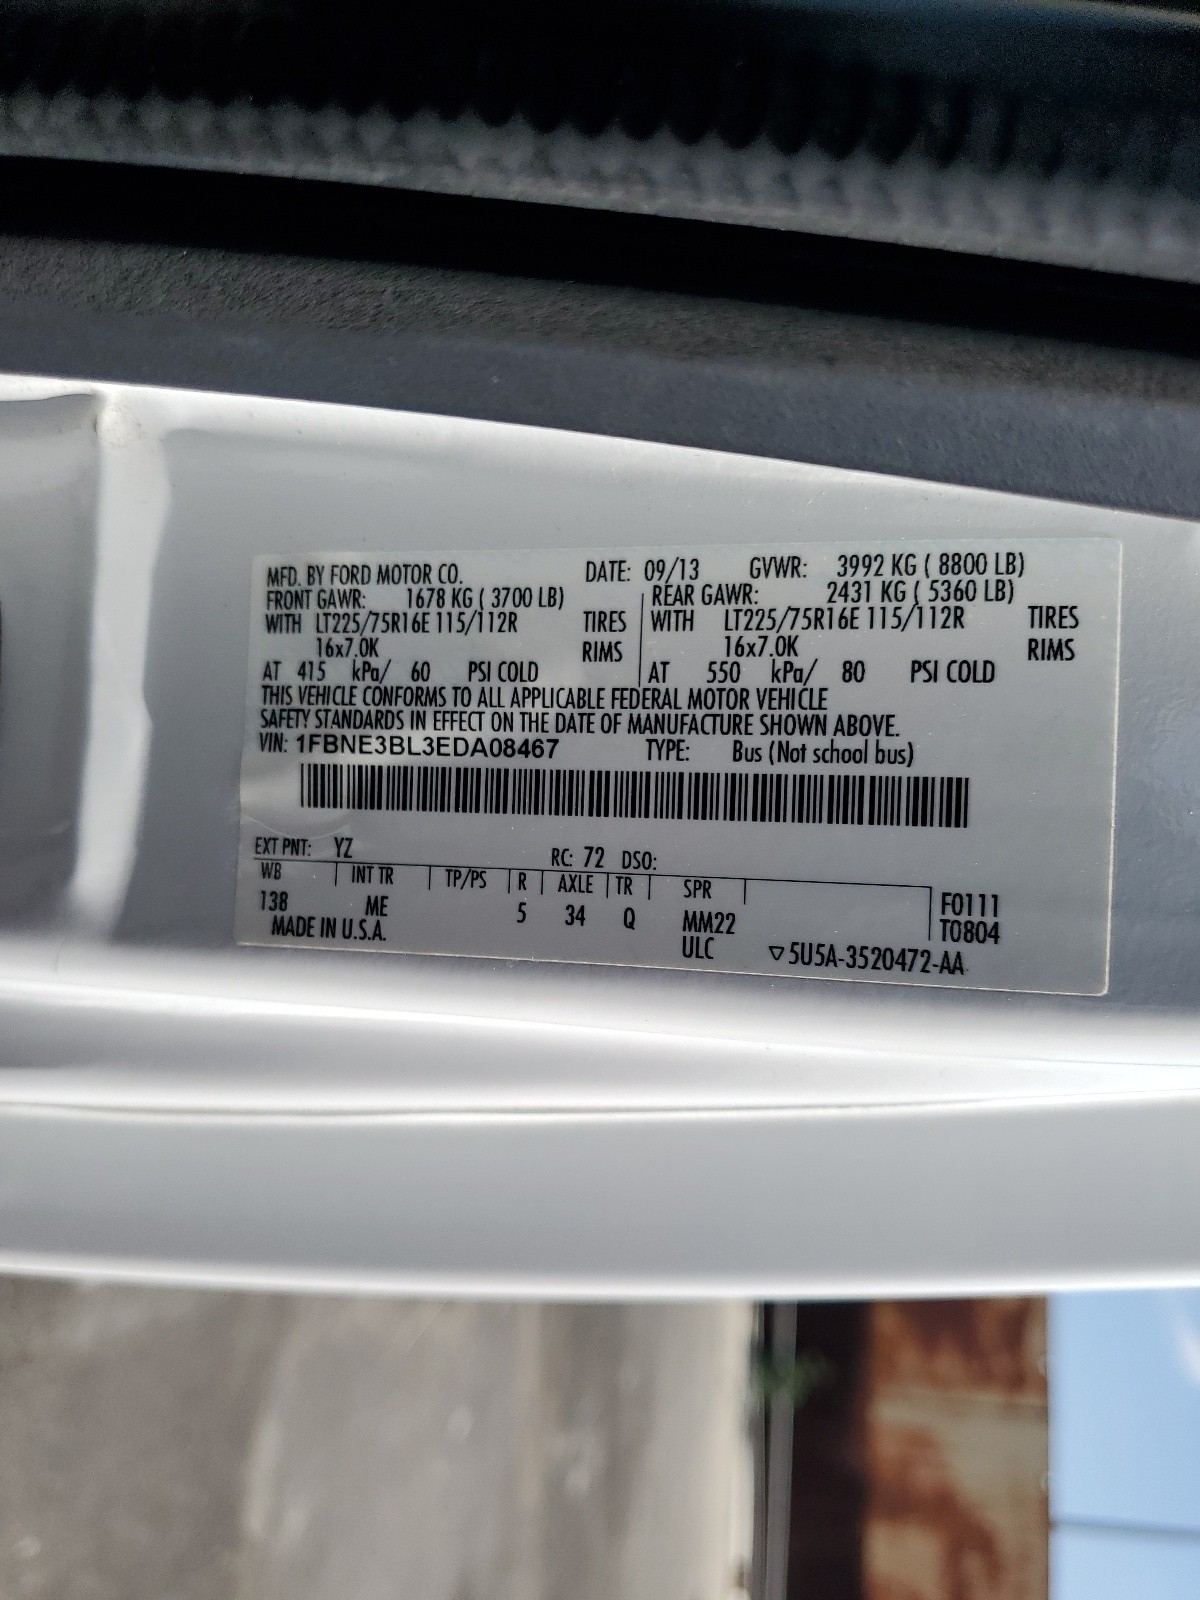 MFD. BY FORD MOTOR CO. DATE: 09/13 GVWR: 3992 KG ( 8800 LB)
FRONT GAWR: 1678 KG ( 3700 LB) REAR GAWR: 2431 KG ( 5360 LB)
WITH LT225/75R16E 115/112R TIRES WITH LT225/75R16E 115/112R TIRES
16x7.0K RIMS 16x7.0K RIMS
AT 415 kPa/ 60 PSI COLD AT 550 kPa/ 80 PSI COLD
THIS VEHICLE CONFORMS TO ALL APPLICABLE FEDERAL MOTOR VEHICLE
SAFETY STANDARDS IN EFFECT ON THE DATE OF MANUFACTURE SHOWN ABOVE.
VIN: 1FBNE3BL3EDA08467 TYPE: Bus (Not school bus)
EXT PNT: YZ RC: 72 DSO:
WB INT TR TP/PS R AXLE TR SPR
138 ME 5 34 Q MM22 F0111
MADE IN U.S.A. ULC T0804
▽5U5A-3520472-AA